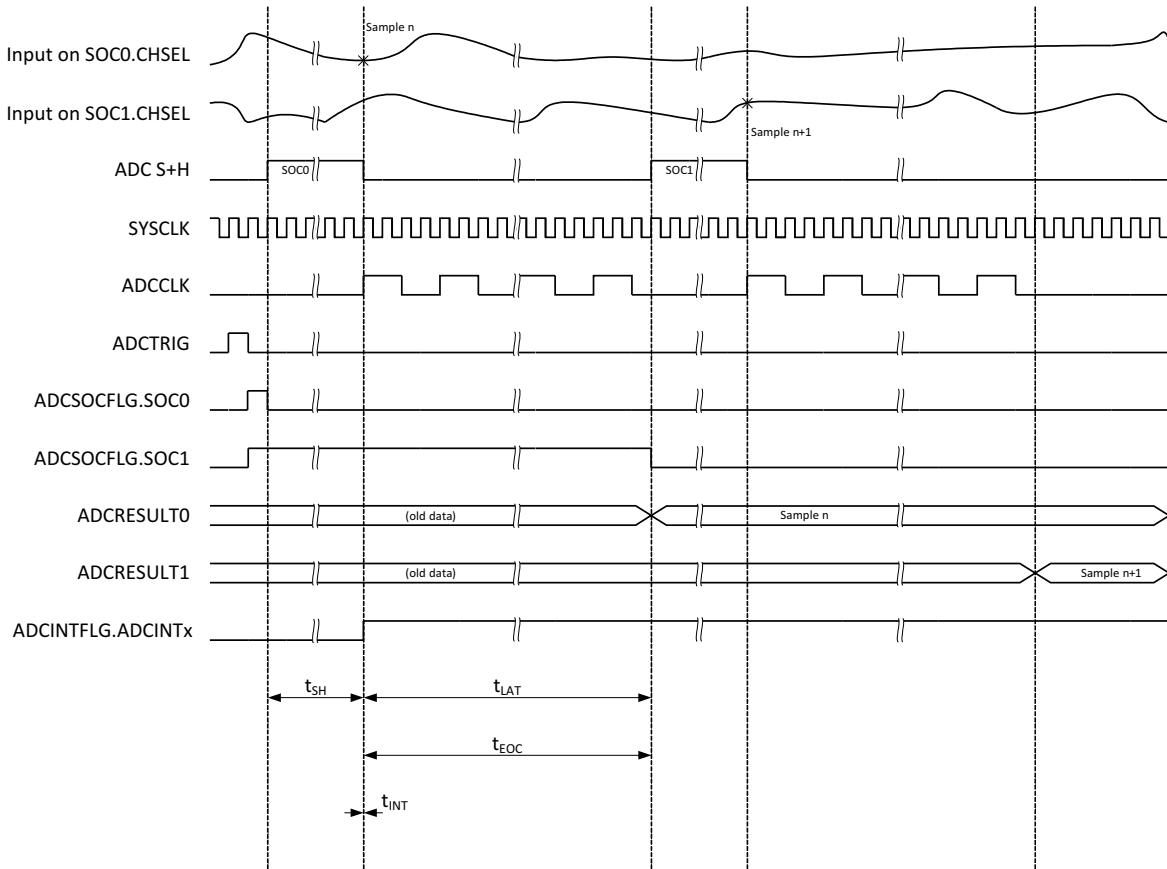 Sample n
Input on SOC0.CHSEL
Input on SOC1.CHSEL
Sample n+1
ADC S+H
SOC0
SOC1
SYSCLK
ADCCLK
ADCTRIG
ADCSOCFLG.SOC0
ADCSOCFLG.SOC1
ADCRESULT0
(old data)
Sample n
ADCRESULT1
(old data)
Sample n+1
ADCINTFLG.ADCINTx
tSH
tLAT
tEOC
tINT